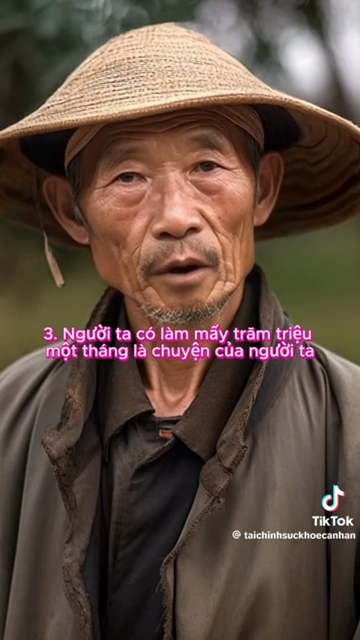 3. Người ta có làm mấy trăm triệu
một tháng là chuyện của người ta
TikTok
@ taichinhsuckhoecanhan